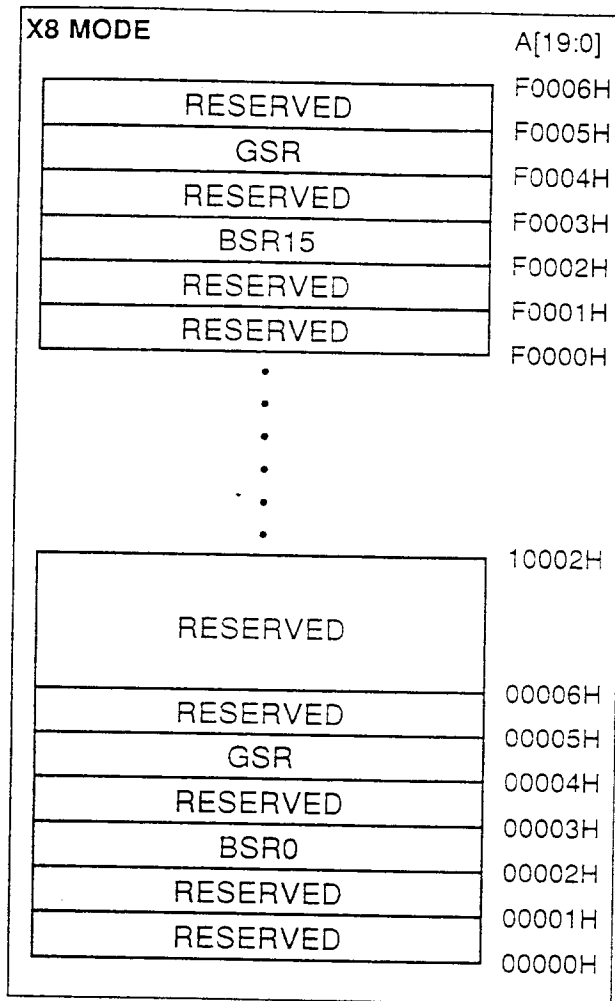 X8 MODE
A[19:0]
F0006H
RESERVED
F0005H
GSR
F0004H
RESERVED
F0003H
BSR15
F0002H
RESERVED
F0001H
RESERVED
F0000H
10002H
RESERVED
00006H
RESERVED
00005H
GSR
00004H
RESERVED
00003H
BSR0
00002H
RESERVED
00001H
RESERVED
00000H